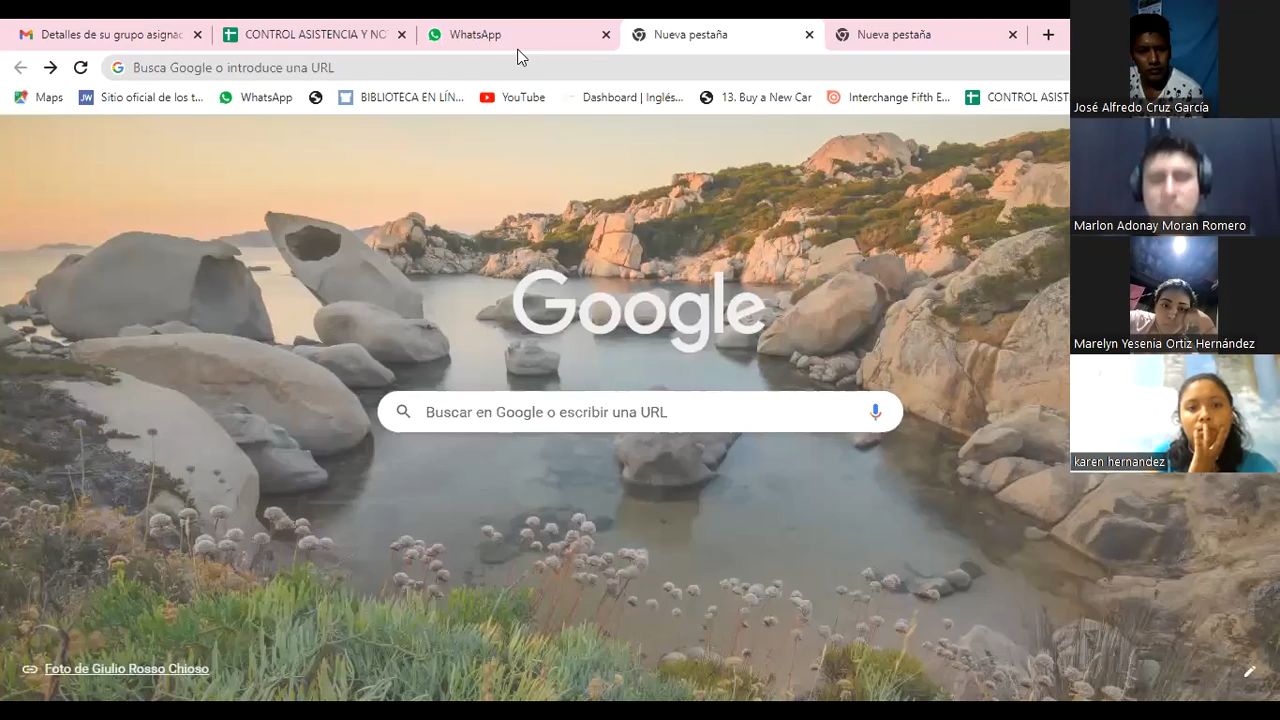 Detalles de su grupo asignac
CONTROL ASISTENCIA Y NO
WhatsApp
Nueva pestaña
Nueva pestaña
Busca Google o introduce una URL
Maps
Sitio oficial de los t...
WhatsApp
BIBLIOTECA EN LÍN...
YouTube
Dashboard | Inglés...
13. Buy a New Car
Interchange Fifth E...
CONTROL ASIST
Google
Buscar en Google o escribir una URL
Foto de Giulio Rosso Chioso
José Alfredo Cruz García
Marlon Adonay Moran Romero
Marelyn Yesenia Ortiz Hernández
karen hernandez